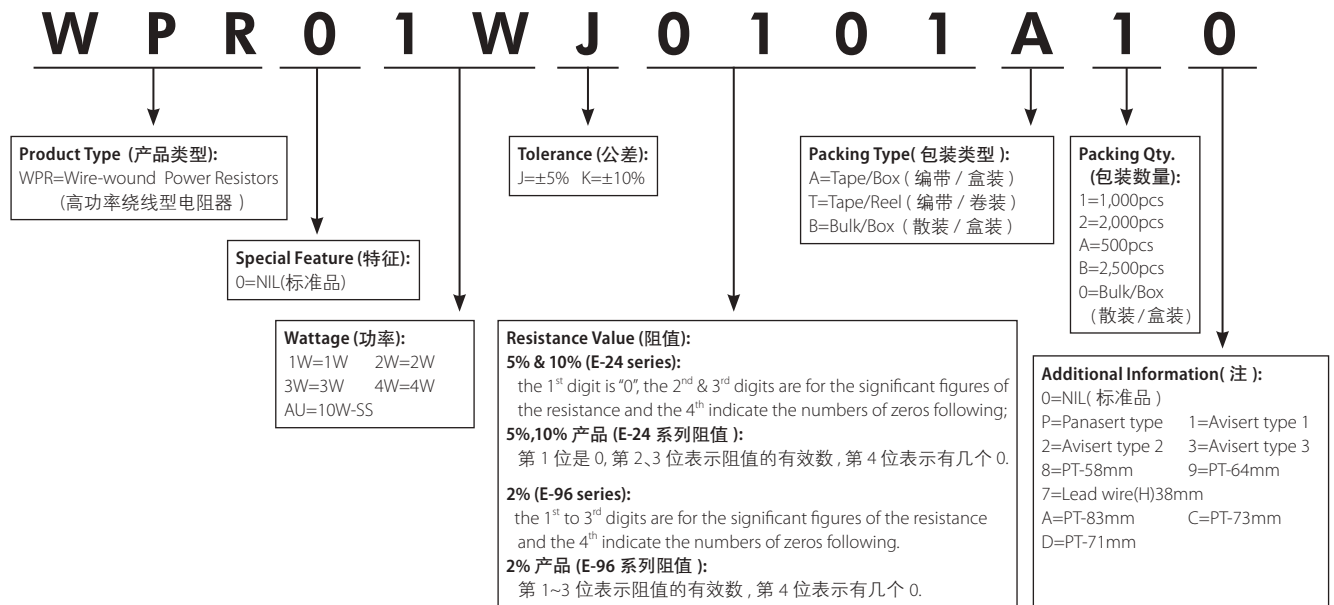 W P R 0 1 W J 0 1 0 1 A 1 0
Product Type (产品类型):
WPR=Wire-wound Power Resistors
(高功率绕线型电阻器)
Special Feature (特征):
0=NIL(标准品)
Wattage (功率):
1W=1W 2W=2W
3W=3W 4W=4W
AU=10W-SS
Tolerance (公差):
J=±5% K=±10%
Resistance Value (阻值):
5% & 10% (E-24 series):
the 1st digit is “0”, the 2nd & 3rd digits are for the significant figures of
the resistance and the 4th indicate the numbers of zeros following;
5%,10% 产品 (E-24 系列阻值 ):
第 1 位是 0, 第 2、3 位表示阻值的有效数 , 第 4 位表示有几个 0.
2% (E-96 series):
the 1st to 3rd digits are for the significant figures of the resistance
and the 4th indicate the numbers of zeros following.
2% 产品 (E-96 系列阻值 ):
第 1~3 位表示阻值的有效数 , 第 4 位表示有几个 0.
Packing Type( 包装类型 ):
A=Tape/Box ( 编带 / 盒装 )
T=Tape/Reel ( 编带 / 卷装 )
B=Bulk/Box ( 散装 / 盒装 )
Packing Qty.
(包装数量):
1=1,000pcs
2=2,000pcs
A=500pcs
B=2,500pcs
0=Bulk/Box
(散装 / 盒装)
Additional Information( 注 ):
0=NIL( 标准品 )
P=Panasert type 1=Avisert type 1
2=Avisert type 2 3=Avisert type 3
8=PT-58mm 9=PT-64mm
7=Lead wire(H)38mm
A=PT-83mm C=PT-73mm
D=PT-71mm